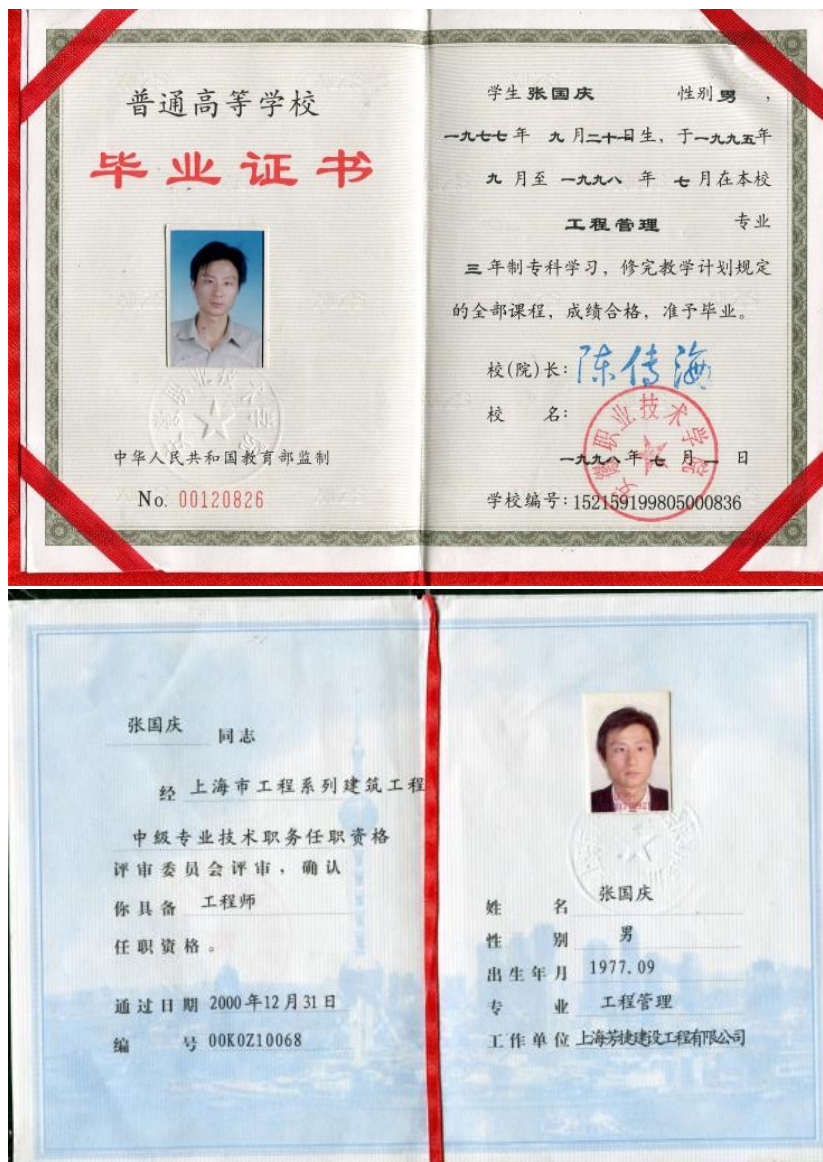 普通高等学校
毕业证书
中华人民共和国教育部监制
No. 00120826
学生 张国庆 性别 男 ,
一九七七 年 九 月 二十 日生, 于 一九九五 年
九 月至 一九九八 年 七 月在本校
工程管理 专业
三 年制专科学习, 修完教学计划规定
的全部课程, 成绩合格, 准予毕业。
校(院)长: 陈传海
校 名:
职业技术学院
一九九八 年 七 月 一 日
学校编号: 152159199805000836
张国庆 同志
经 上海市工程系列建筑工程
中级专业技术职务任职资格
评审委员会评审, 确认
你具备 工程师
任职资格。
通过日期 2000年12月31日
编 号 00K0Z10068
姓 名 张国庆
性 别 男
出生年月 1977.09
专 业 工程管理
工作单位 上海芳捷建设工程有限公司